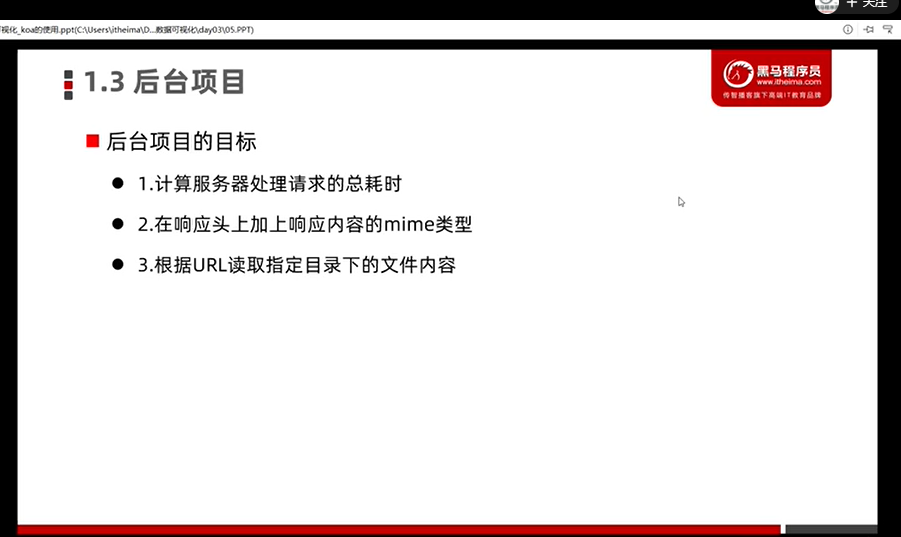 + 关注
视化_koa的使用.ppt(C:\Users\itheima\D...数据可视化\day03\05.PPT)
1.3 后台项目
黑马程序员
www.itheima.com
传智播客旗下高端IT教育品牌
后台项目的目标
1.计算服务器处理请求的总耗时
2.在响应头上加上响应内容的mime类型
3.根据URL读取指定目录下的文件内容